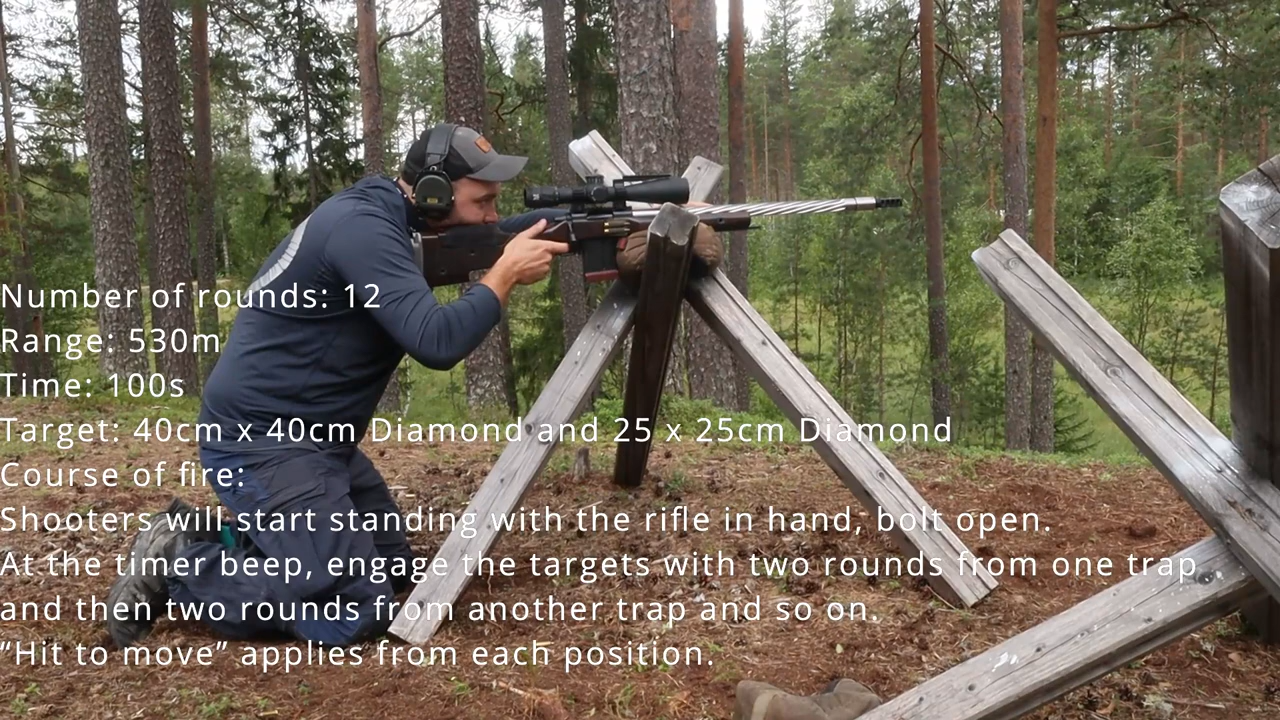 Number of rounds: 12
Range: 530m
Time: 100s
Target: 40cm x 40cm Diamond and 25 x 25cm Diamond
Course of fire:
Shooters will start standing with the rifle in hand, bolt open.
At the timer beep, engage the targets with two rounds from one trap
and then two rounds from another trap and so on.
“Hit to move” applies from each position.